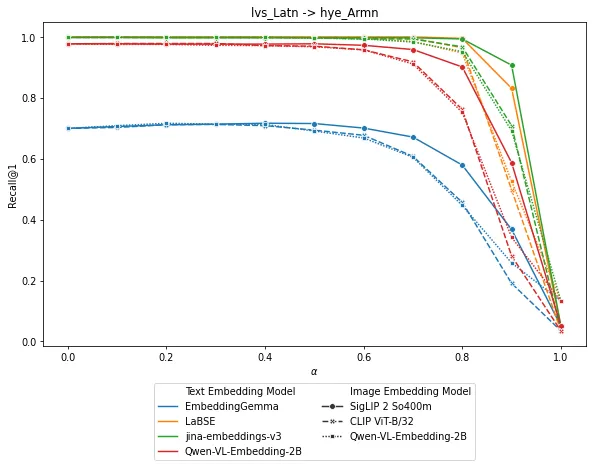 lvs_Latn -> hye_Armn
Recall@1
1.0
0.8
0.6
0.4
0.2
0.0
0.0 0.2 0.4 0.6 0.8 1.0
α
Text Embedding Model
EmbeddingGemma
LaBSE
jina-embeddings-v3
Qwen-VL-Embedding-2B
Image Embedding Model
SigLIP 2 So400m
CLIP ViT-B/32
Qwen-VL-Embedding-2B